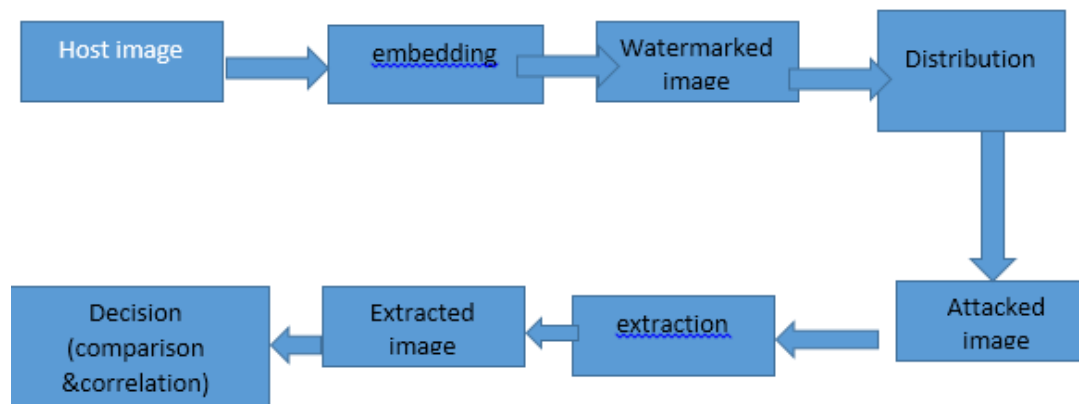 Host image
embedding
Watermarked
image
Distribution
Attacked
image
extraction
Extracted
image
Decision
(comparison
&correlation)